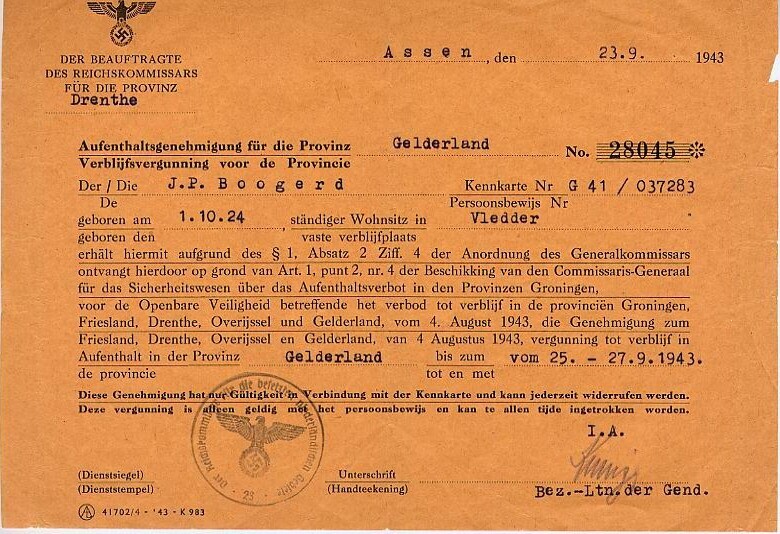 DER BEAUFTRAGTE
DES REICHSKOMMISSARS
FÜR DIE PROVINZ
Drenthe
Assen, den 23.9. 1943
Aufenthaltsgenehmigung für die Provinz Gelderland No. 28045
Verblijfsvergunning voor de Provincie
Der / Die J.P. Boogerd Kennkarte Nr G 41 / 037283
De Persoonsbewijs Nr
geboren am 1.10.24, ständiger Wohnsitz in Vledder
geboren den vaste verblijfplaats
erhält hiermit aufgrund des § 1, Absatz 2 Ziff. 4 der Anordnung des Generalkommissars
ontvangt hierdoor op grond van Art. 1, punt 2, nr. 4 der Beschikking van den Commissaris-Generaal
für das Sicherheitswesen über das Aufenthaltsverbot in den Provinzen Groningen,
voor de Openbare Veiligheid betreffende het verbod tot verblijf in de provinciën Groningen,
Friesland, Drenthe, Overijssel und Gelderland, vom 4. August 1943, die Genehmigung zum
Friesland, Drenthe, Overijssel en Gelderland, van 4 Augustus 1943, vergunning tot verblijf in
Aufenthalt in der Provinz Gelderland bis zum vom 25. - 27.9.1943.
de provincie tot en met
Diese Genehmigung hat nur Gültigkeit in Verbindung mit der Kennkarte und kann jederzeit widerrufen werden.
Deze vergunning is alleen geldig met het persoonsbewijs en kan te allen tijde ingetrokken worden.
I.A.
Der Reichskommissar für die besetzten niederländischen Gebiete
23
(Dienstsiegel) Unterschrift
(Dienststempel) (Handteekening) Bez.-Ltn.der Gend.
A 41702/4 - '43 - K 983